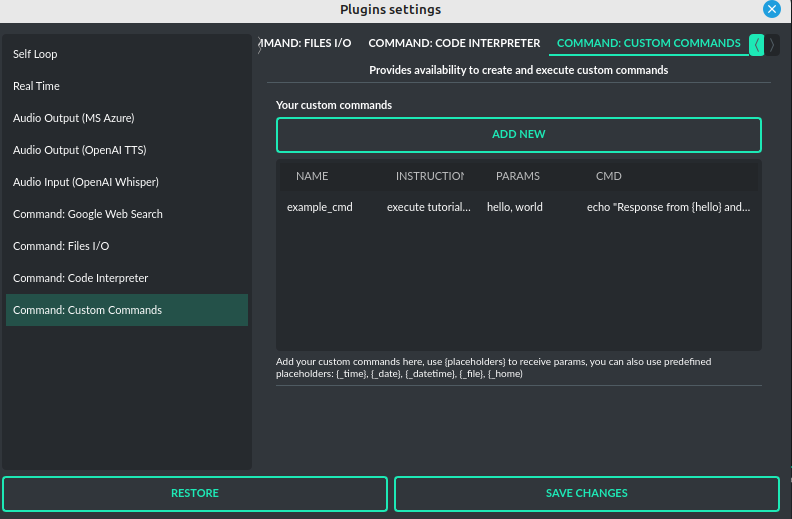 Plugins settings
Self Loop
Real Time
Audio Output (MS Azure)
Audio Output (OpenAI TTS)
Audio Input (OpenAI Whisper)
Command: Google Web Search
Command: Files I/O
Command: Code Interpreter
Command: Custom Commands
MMAND: FILES I/O COMMAND: CODE INTERPRETER COMMAND: CUSTOM COMMANDS
Provides availability to create and execute custom commands
Your custom commands
ADD NEW
NAME INSTRUCTION PARAMS CMD
example_cmd execute tutorial... hello, world echo "Response from {hello} and...
Add your custom commands here, use {placeholders} to receive params, you can also use predefined
placeholders: {_time}, {_date}, {_datetime}, {_file}, {_home)
RESTORE SAVE CHANGES